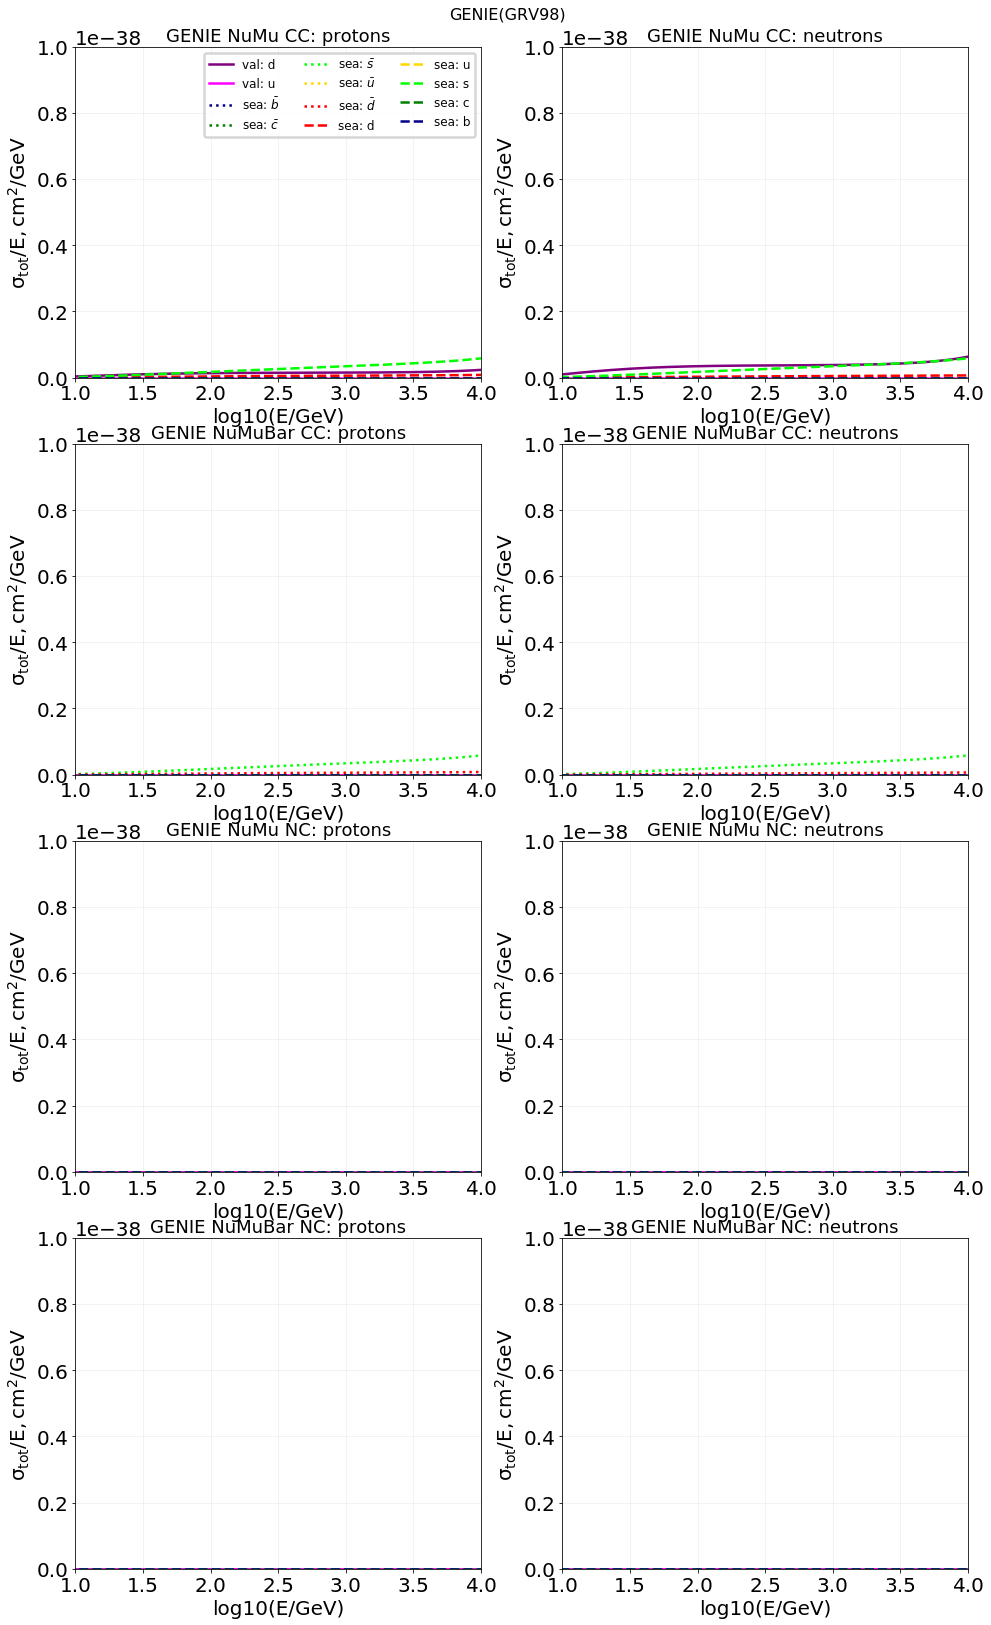 GENIE(GRV98)
1e−38 GENIE NuMu CC: protons
val: d
val: u
sea: b̄
sea: c̄
sea: s̄
sea: ū
sea: d̄
sea: d
sea: u
sea: s
sea: c
sea: b
σtot/E, cm²/GeV
1.0
0.8
0.6
0.4
0.2
0.0
1.0 1.5 2.0 2.5 3.0 3.5 4.0
log10(E/GeV)
1e−38 GENIE NuMu CC: neutrons
σtot/E, cm²/GeV
1.0
0.8
0.6
0.4
0.2
0.0
1.0 1.5 2.0 2.5 3.0 3.5 4.0
log10(E/GeV)
1e−38 GENIE NuMuBar CC: protons
σtot/E, cm²/GeV
1.0
0.8
0.6
0.4
0.2
0.0
1.0 1.5 2.0 2.5 3.0 3.5 4.0
log10(E/GeV)
1e−38 GENIE NuMuBar CC: neutrons
σtot/E, cm²/GeV
1.0
0.8
0.6
0.4
0.2
0.0
1.0 1.5 2.0 2.5 3.0 3.5 4.0
log10(E/GeV)
1e−38 GENIE NuMu NC: protons
σtot/E, cm²/GeV
1.0
0.8
0.6
0.4
0.2
0.0
1.0 1.5 2.0 2.5 3.0 3.5 4.0
log10(E/GeV)
1e−38 GENIE NuMu NC: neutrons
σtot/E, cm²/GeV
1.0
0.8
0.6
0.4
0.2
0.0
1.0 1.5 2.0 2.5 3.0 3.5 4.0
log10(E/GeV)
1e−38 GENIE NuMuBar NC: protons
σtot/E, cm²/GeV
1.0
0.8
0.6
0.4
0.2
0.0
1.0 1.5 2.0 2.5 3.0 3.5 4.0
log10(E/GeV)
1e−38 GENIE NuMuBar NC: neutrons
σtot/E, cm²/GeV
1.0
0.8
0.6
0.4
0.2
0.0
1.0 1.5 2.0 2.5 3.0 3.5 4.0
log10(E/GeV)